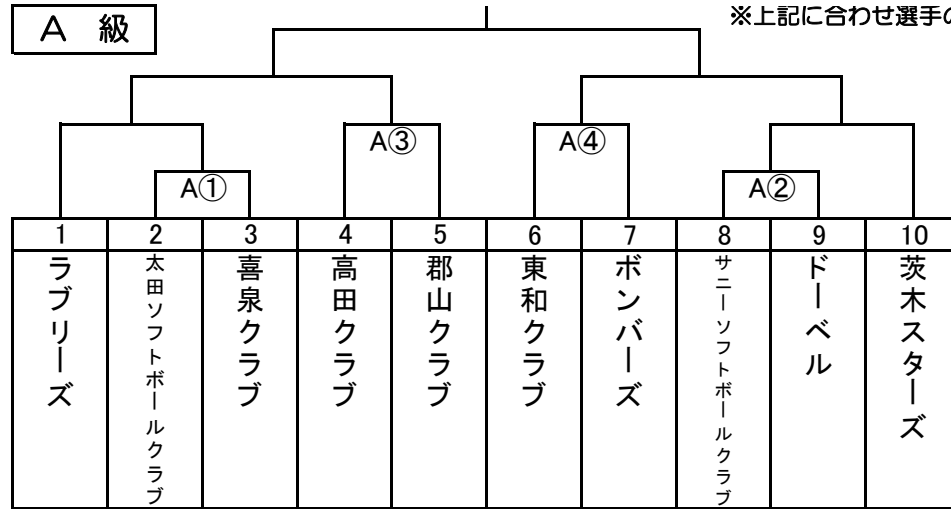 A 級
※上記に合わせ選手の
A③
A④
A①
A②
1 2 3 4 5 6 7 8 9 10
ラブリーズ
太田ソフトボールクラブ
喜泉クラブ
高田クラブ
郡山クラブ
東和クラブ
ボンバーズ
サニーソフトボールクラブ
ドーベル
茨木スターズ